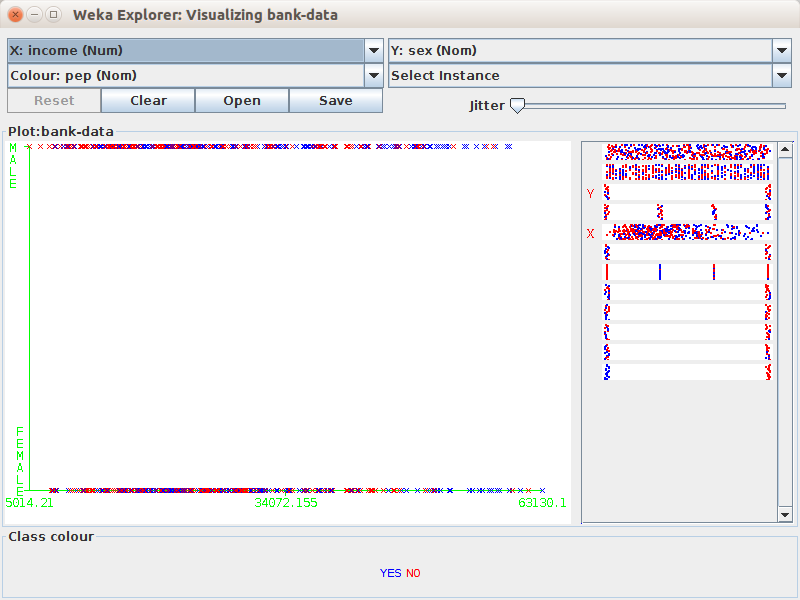 Weka Explorer: Visualizing bank-data
X: income (Num)
Y: sex (Nom)
Colour: pep (Nom)
Select Instance
Reset
Clear
Open
Save
Jitter
Plot:bank-data
MALE
FEMALE
5014.21
34072.155
63130.1
Y
X
Class colour
YES NO